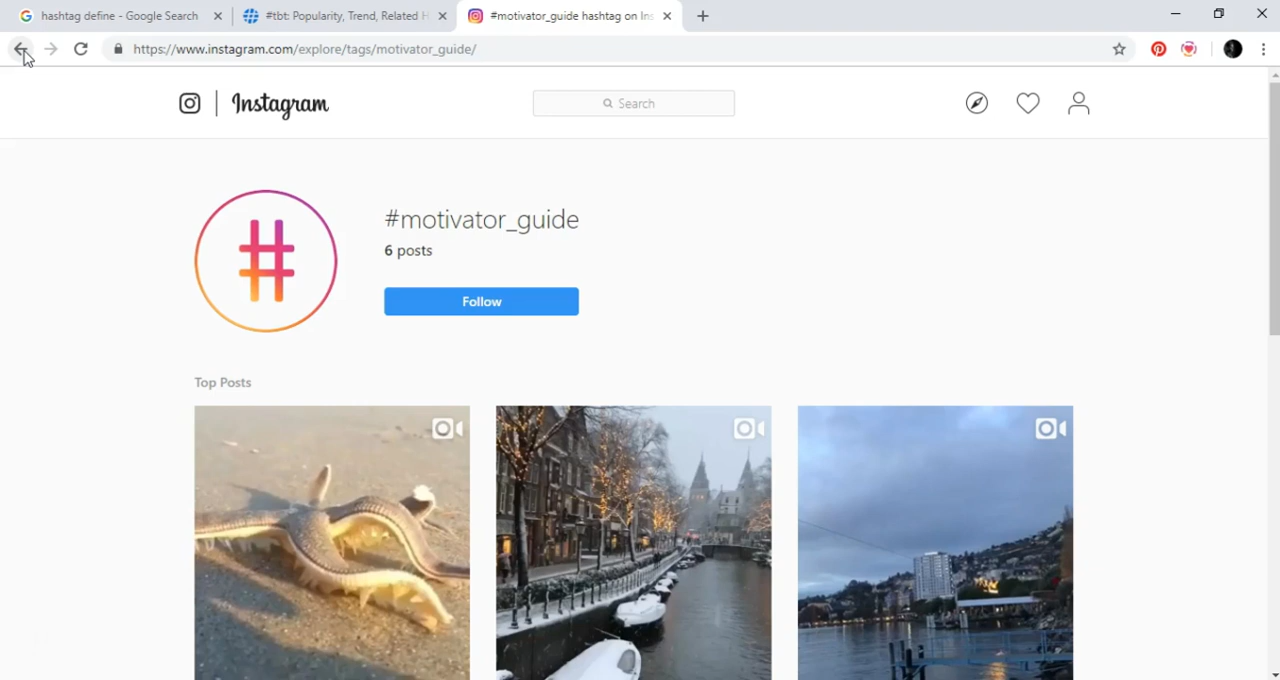 hashtag define - Google Search
#tbt: Popularity, Trend, Related H
#motivator_guide hashtag on Ins
https://www.instagram.com/explore/tags/motivator_guide/
Instagram
Search
#motivator_guide
6 posts
Follow
Top Posts